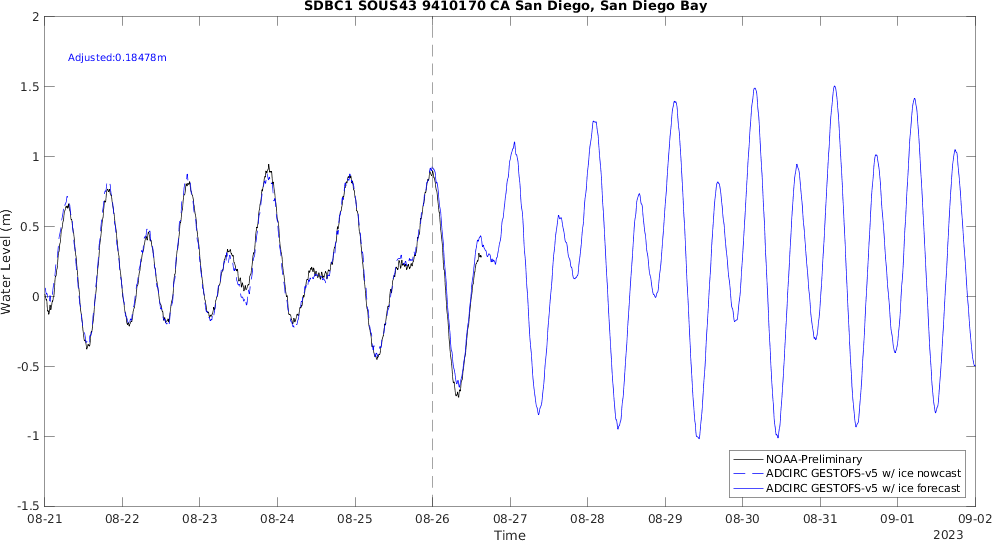 SDBC1 SOUS43 9410170 CA San Diego, San Diego Bay
Adjusted:0.18478m
Water Level (m)
2
1.5
1
0.5
0
-0.5
-1
-1.5
NOAA-Preliminary
ADCIRC GESTOFS-v5 w/ ice nowcast
ADCIRC GESTOFS-v5 w/ ice forecast
08-21 08-22 08-23 08-24 08-25 08-26 08-27 08-28 08-29 08-30 08-31 09-01 09-02
Time
2023